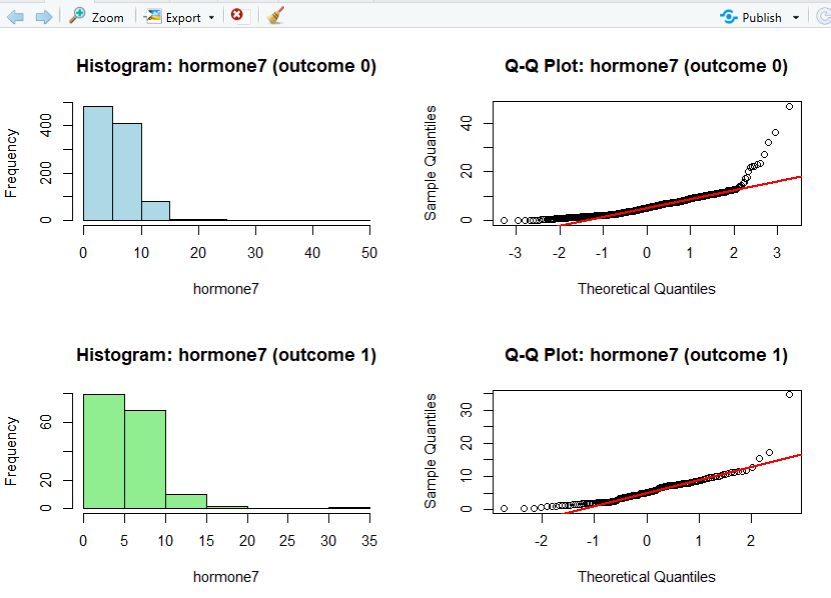 Zoom Export Publish
Histogram: hormone7 (outcome 0)
Frequency
0 200 400
0 10 20 30 40 50
hormone7
Q-Q Plot: hormone7 (outcome 0)
Sample Quantiles
0 20 40
-3 -2 -1 0 1 2 3
Theoretical Quantiles
Histogram: hormone7 (outcome 1)
Frequency
0 20 60
0 5 10 15 20 25 30 35
hormone7
Q-Q Plot: hormone7 (outcome 1)
Sample Quantiles
0 10 20 30
-2 -1 0 1 2
Theoretical Quantiles